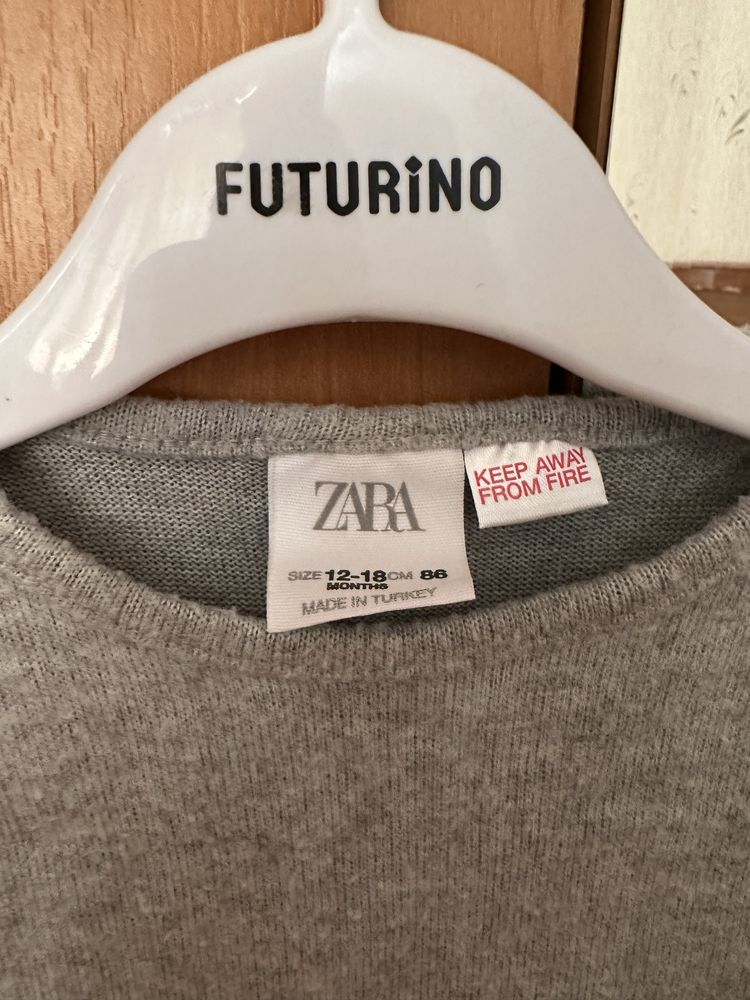 FUTURiNO
ZARA
SIZE 12-18 CM 86
MONTHS
MADE IN TURKEY
KEEP AWAY
FROM FIRE